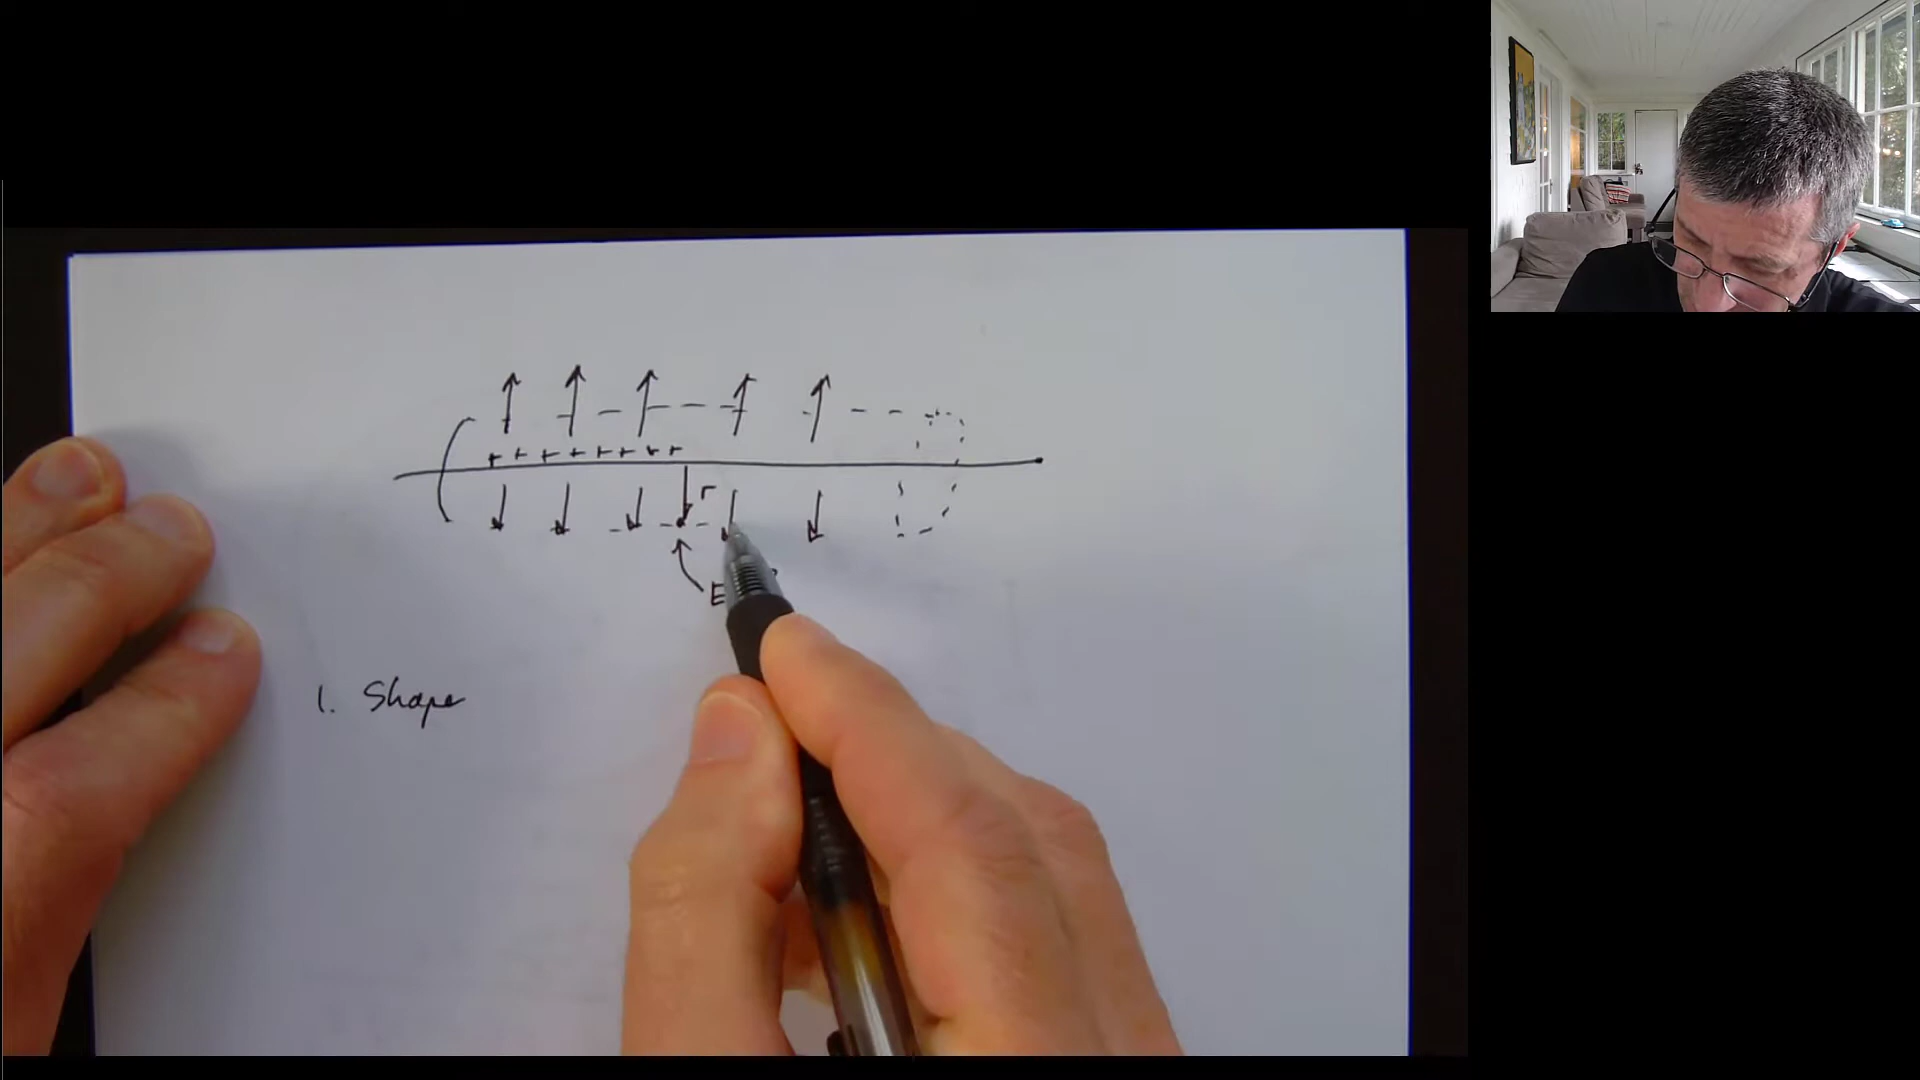 + + + + + + + +
r
E
1. Shape